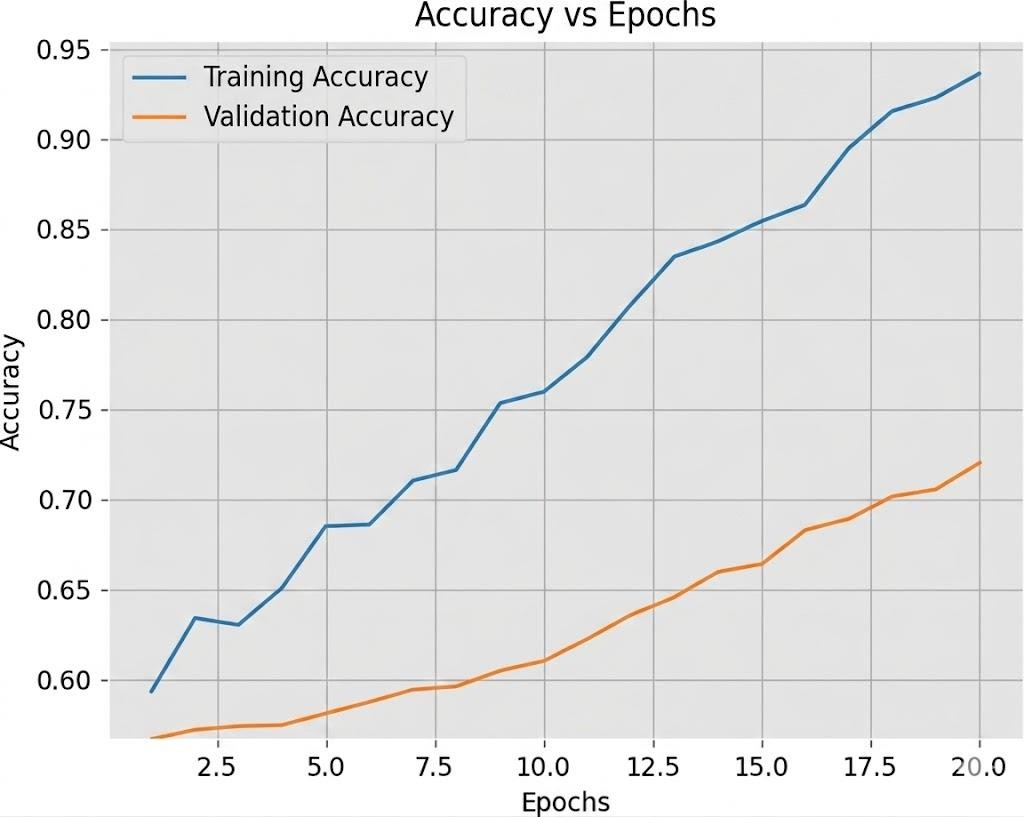 Accuracy vs Epochs
Training Accuracy
Validation Accuracy
0.95
0.90
0.85
0.80
0.75
0.70
0.65
0.60
Accuracy
2.5 5.0 7.5 10.0 12.5 15.0 17.5 20.0
Epochs